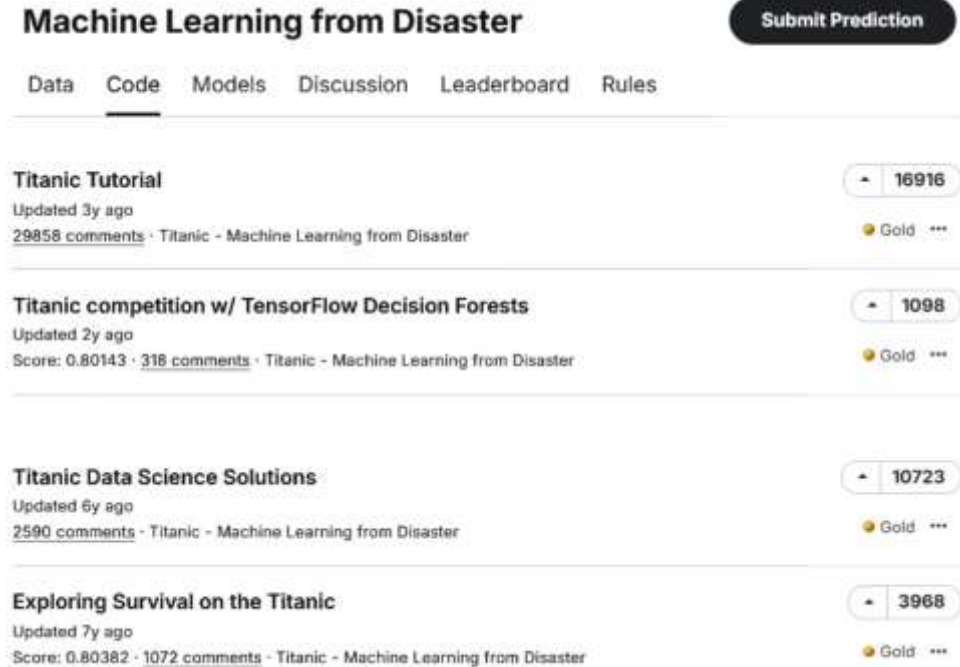 Machine Learning from Disaster
Submit Prediction
Data Code Models Discussion Leaderboard Rules
Titanic Tutorial
16916
Updated 3y ago
29858 comments · Titanic - Machine Learning from Disaster
Gold
Titanic competition w/ TensorFlow Decision Forests
1098
Updated 2y ago
Score: 0.80143 · 318 comments · Titanic - Machine Learning from Disaster
Gold
Titanic Data Science Solutions
10723
Updated 6y ago
2590 comments · Titanic - Machine Learning from Disaster
Gold
Exploring Survival on the Titanic
3968
Updated 7y ago
Score: 0.80382 · 1072 comments · Titanic - Machine Learning from Disaster
Gold